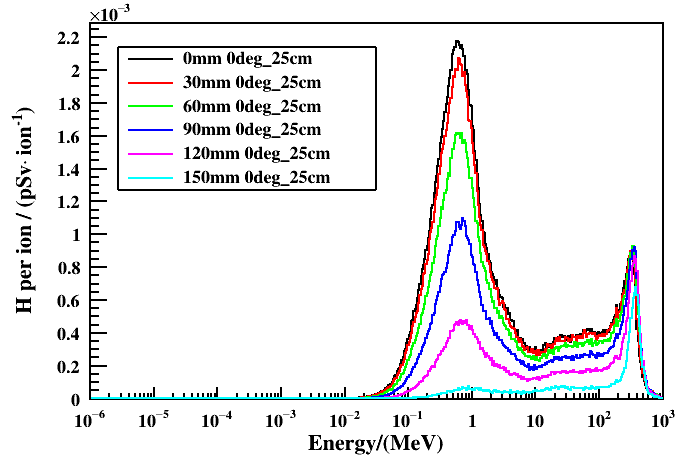 ×10⁻³
H per ion / (pSv· ion⁻¹)
2.2
2
1.8
1.6
1.4
1.2
1
0.8
0.6
0.4
0.2
0
0mm 0deg_25cm
30mm 0deg_25cm
60mm 0deg_25cm
90mm 0deg_25cm
120mm 0deg_25cm
150mm 0deg_25cm
10⁻⁶ 10⁻⁵ 10⁻⁴ 10⁻³ 10⁻² 10⁻¹ 1 10 10² 10³
Energy/(MeV)